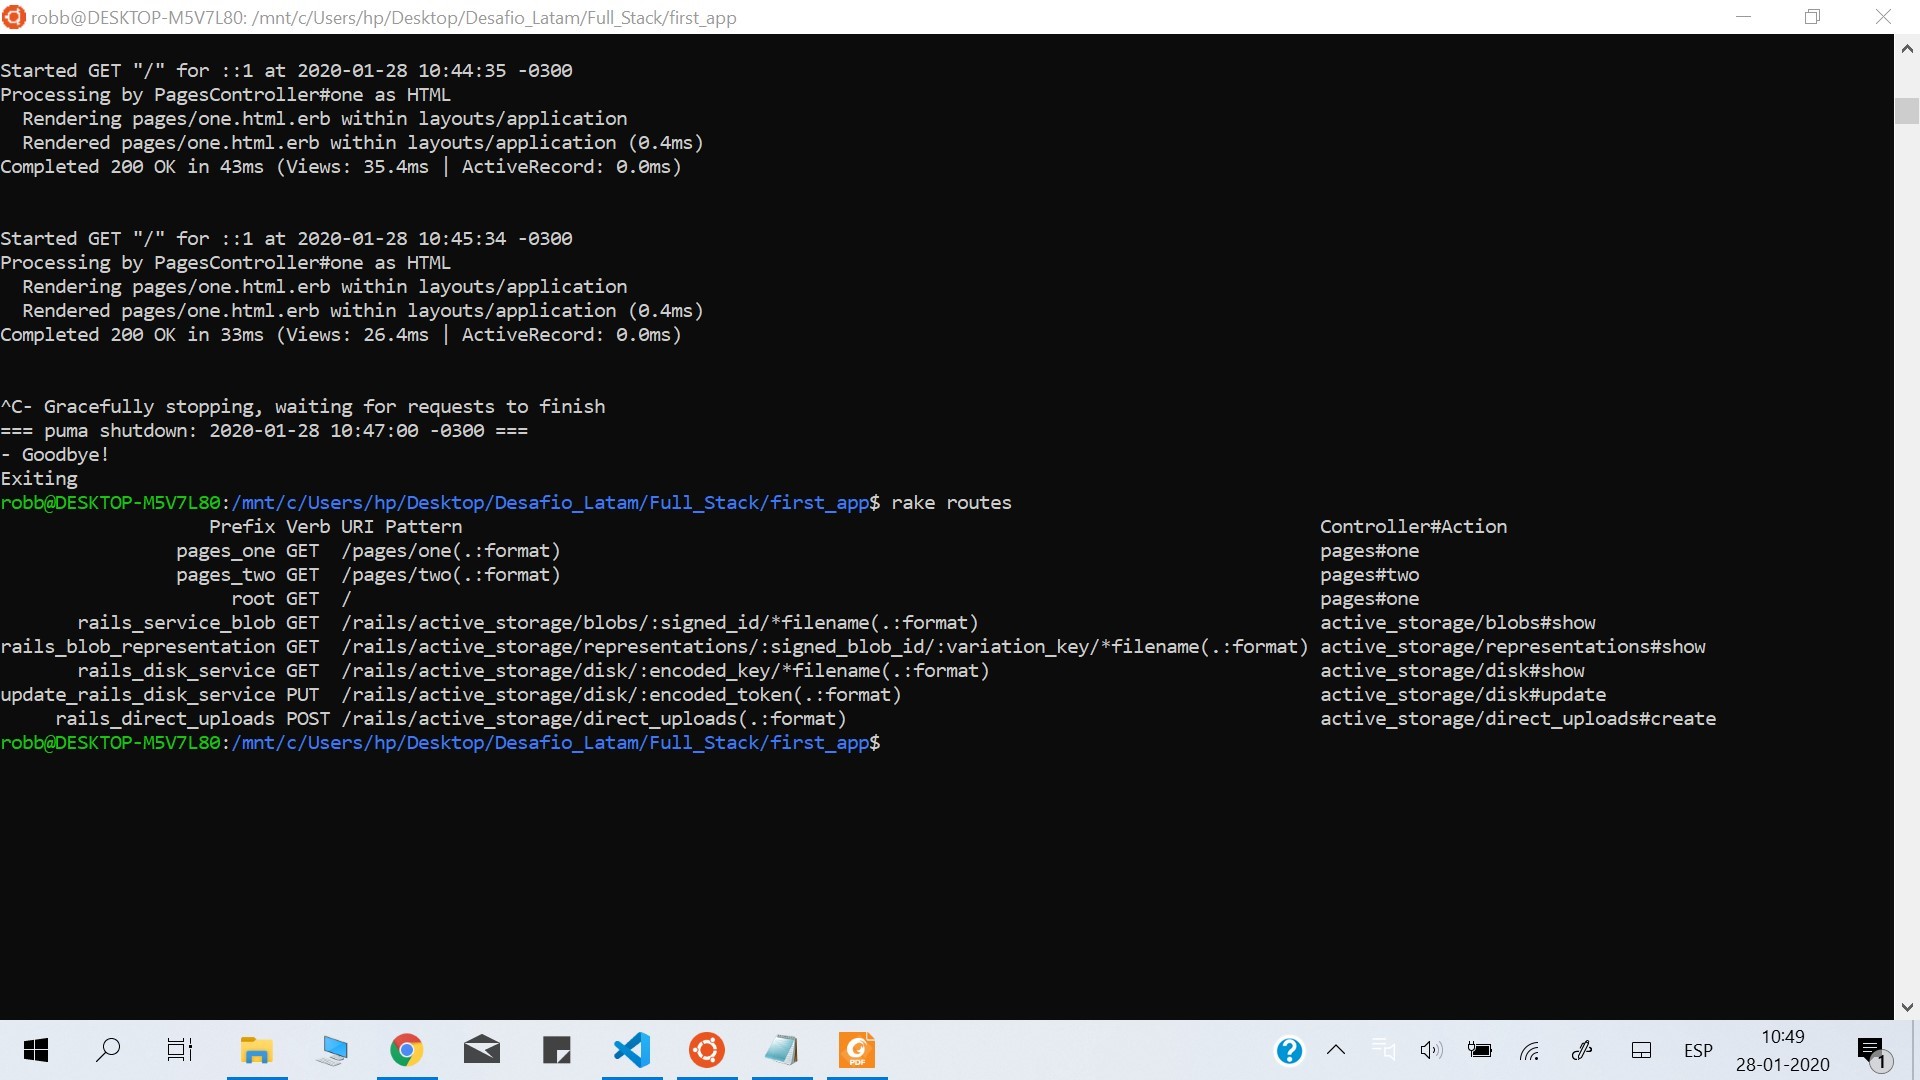 robb@DESKTOP-M5V7L80: /mnt/c/Users/hp/Desktop/Desafio_Latam/Full_Stack/first_app
Started GET "/" for ::1 at 2020-01-28 10:44:35 -0300
Processing by PagesController#one as HTML
  Rendering pages/one.html.erb within layouts/application
  Rendered pages/one.html.erb within layouts/application (0.4ms)
Completed 200 OK in 43ms (Views: 35.4ms | ActiveRecord: 0.0ms)
Started GET "/" for ::1 at 2020-01-28 10:45:34 -0300
Processing by PagesController#one as HTML
  Rendering pages/one.html.erb within layouts/application
  Rendered pages/one.html.erb within layouts/application (0.4ms)
Completed 200 OK in 33ms (Views: 26.4ms | ActiveRecord: 0.0ms)
^C- Gracefully stopping, waiting for requests to finish
=== puma shutdown: 2020-01-28 10:47:00 -0300 ===
- Goodbye!
Exiting
robb@DESKTOP-M5V7L80:/mnt/c/Users/hp/Desktop/Desafio_Latam/Full_Stack/first_app$ rake routes
Prefix Verb URI Pattern Controller#Action
pages_one GET /pages/one(.:format) pages#one
pages_two GET /pages/two(.:format) pages#two
root GET / pages#one
rails_service_blob GET /rails/active_storage/blobs/:signed_id/*filename(.:format) active_storage/blobs#show
rails_blob_representation GET /rails/active_storage/representations/:signed_blob_id/:variation_key/*filename(.:format) active_storage/representations#show
rails_disk_service GET /rails/active_storage/disk/:encoded_key/*filename(.:format) active_storage/disk#show
update_rails_disk_service PUT /rails/active_storage/disk/:encoded_token(.:format) active_storage/disk#update
rails_direct_uploads POST /rails/active_storage/direct_uploads(.:format) active_storage/direct_uploads#create
robb@DESKTOP-M5V7L80:/mnt/c/Users/hp/Desktop/Desafio_Latam/Full_Stack/first_app$
PDF
ESP
10:49
28-01-2020
1